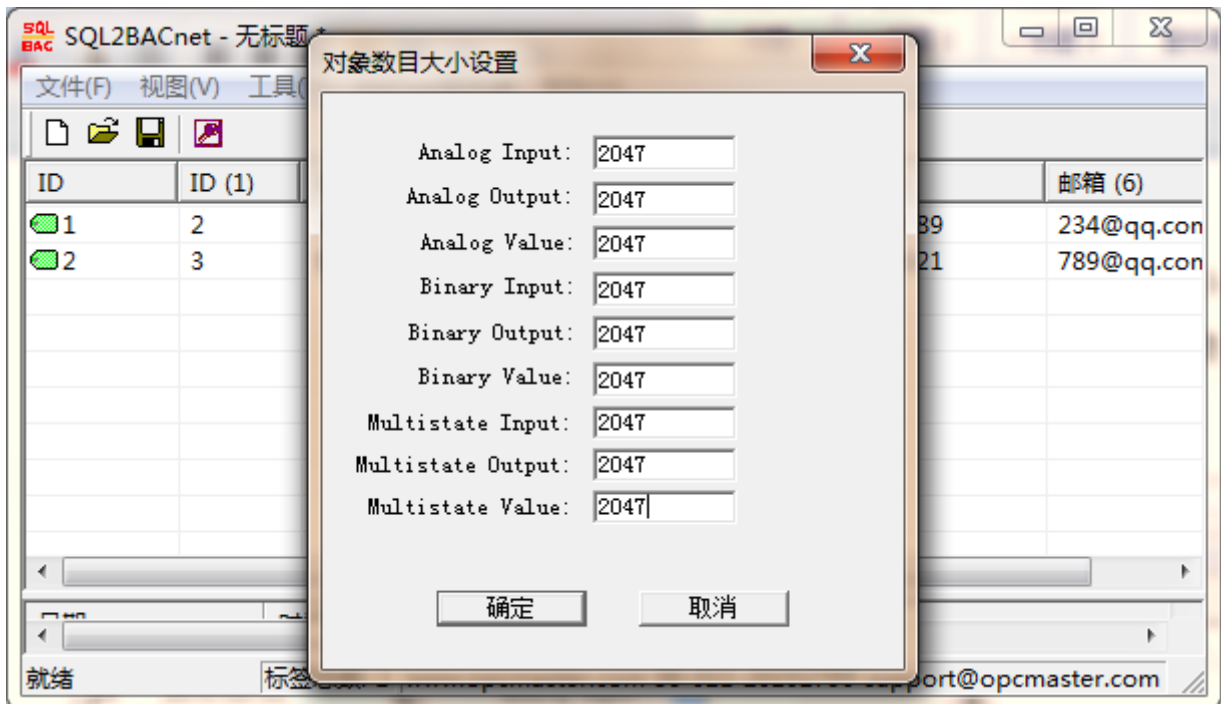 SQL BAC SQL2BACnet - 无标题 *
对象数目大小设置
文件(F) 视图(V) 工具(
Analog Input: 2047
Analog Output: 2047
Analog Value: 2047
Binary Input: 2047
Binary Output: 2047
Binary Value: 2047
Multistate Input: 2047
Multistate Output: 2047
Multistate Value: 2047
确定 取消
ID ID (1) 邮箱 (6)
1 2 39 234@qq.con
2 3 21 789@qq.con
就绪 标签 port@opcmaster.com